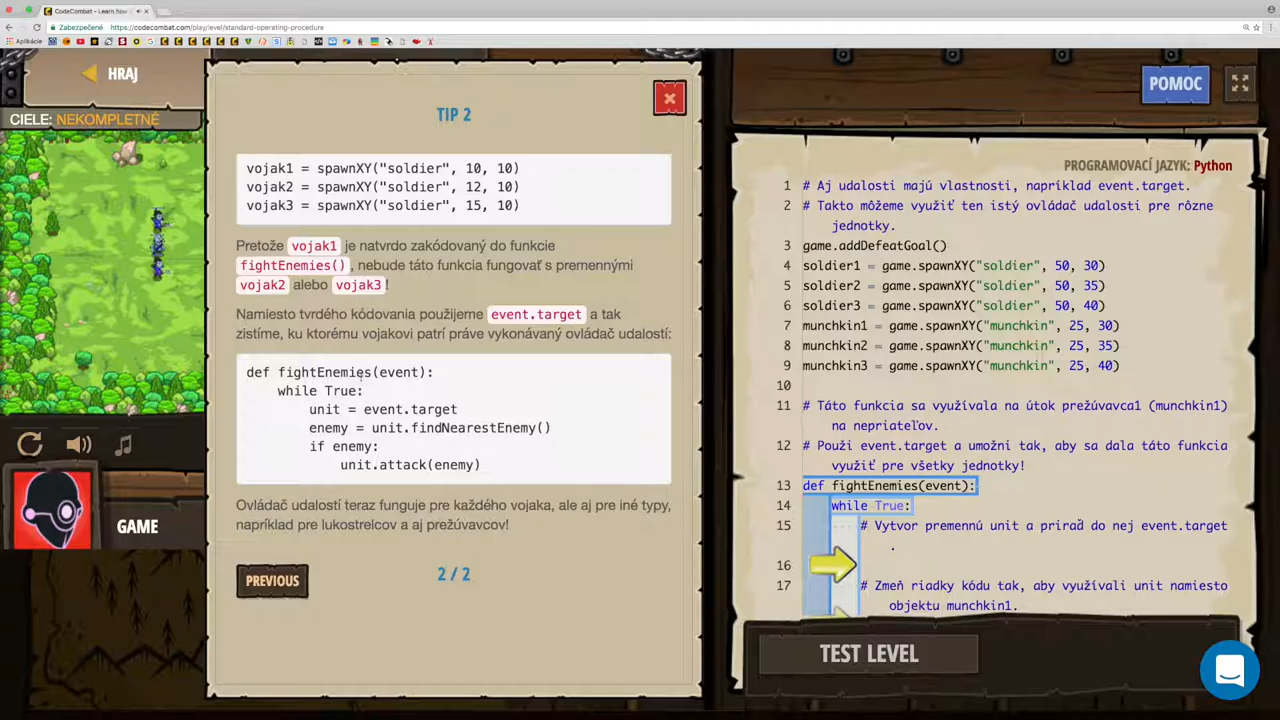 CodeCombat - Learn how
Zabezpečené
https://codecombat.com/play/level/standard-operating-procedure
Aplikácie
HRAJ
CIELE: NEKOMPLETNÉ
GAME
TIP 2
vojak1 = spawnXY("soldier", 10, 10)
vojak2 = spawnXY("soldier", 12, 10)
vojak3 = spawnXY("soldier", 15, 10)
Pretože vojak1 je natvrdo zakódovaný do funkcie
fightEnemies(), nebude táto funkcia fungovať s premennými
vojak2 alebo vojak3!
Namiesto tvrdého kódovania použijeme event.target a tak
zistíme, ku ktorému vojakovi patrí práve vykonávaný ovládač udalostí:
def fightEnemies(event):
while True:
unit = event.target
enemy = unit.findNearestEnemy()
if enemy:
unit.attack(enemy)
Ovládač udalostí teraz funguje pre každého vojaka, ale aj pre iné typy,
napríklad pre lukostrelcov a aj prežúvavcov!
PREVIOUS
2 / 2
POMOC
PROGRAMOVACÍ JAZYK: Python
1 # Aj udalosti majú vlastnosti, napríklad event.target.
2 # Takto môžeme využiť ten istý ovládač udalosti pre rôzne
jednotky.
3 game.addDefeatGoal()
4 soldier1 = game.spawnXY("soldier", 50, 30)
5 soldier2 = game.spawnXY("soldier", 50, 35)
6 soldier3 = game.spawnXY("soldier", 50, 40)
7 munchkin1 = game.spawnXY("munchkin", 25, 30)
8 munchkin2 = game.spawnXY("munchkin", 25, 35)
9 munchkin3 = game.spawnXY("munchkin", 25, 40)
10
11 # Táto funkcia sa využívala na útok prežúvavca1 (munchkin1)
na nepriateľov.
12 # Použi event.target a umožni tak, aby sa dala táto funkcia
využiť pre všetky jednotky!
13 def fightEnemies(event):
14 while True:
15 # Vytvor premennú unit a priraď do nej event.target
.
16
17 # Zmeň riadky kódu tak, aby využívali unit namiesto
objektu munchkin1.
TEST LEVEL